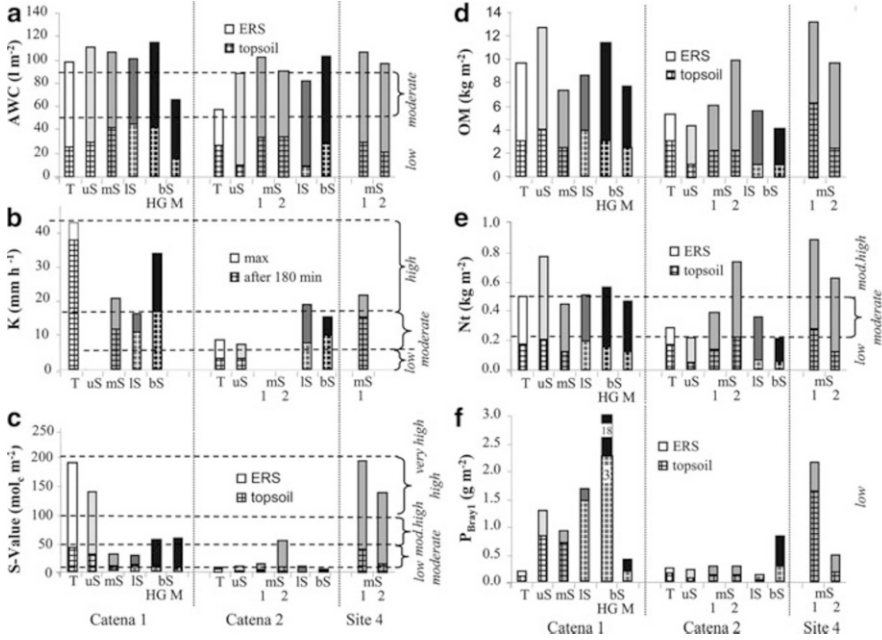 a
AWC (l m⁻²)
140
120
100
80
60
40
20
0
ERS
topsoil
moderate
low
T uS mS lS bS
HG M
T uS mS lS bS
1 2
mS
1 2
b
K (mm h⁻¹)
40
30
20
10
0
max
after 180 min
high
moderate
low
T uS mS lS bS
T uS mS lS bS
1 2
mS
1
c
S-Value (molc m⁻²)
200
200
150
100
50
0
ERS
topsoil
very high
high
mod.high
moderate
low
T uS mS lS bS
HG M
T uS mS lS bS
1 2
mS
1 2
Catena 1 Catena 2 Site 4
d
OM (kg m⁻²)
14
12
10
8
6
4
2
0
ERS
topsoil
T uS mS lS bS
HG M
T uS mS lS bS
1 2
mS
1 2
e
Nt (kg m⁻²)
1.0
0.8
0.6
0.4
0.2
0.0
ERS
topsoil
mod.high
moderate
low
T uS mS lS bS
HG M
T uS mS lS bS
1 2
mS
1 2
f
PBray1 (g m⁻²)
3.0
2.5
2.0
1.5
1.0
0.5
0.0
18
3
ERS
topsoil
low
T uS mS lS bS
HG M
T uS mS lS bS
1 2
mS
1 2
Catena 1 Catena 2 Site 4